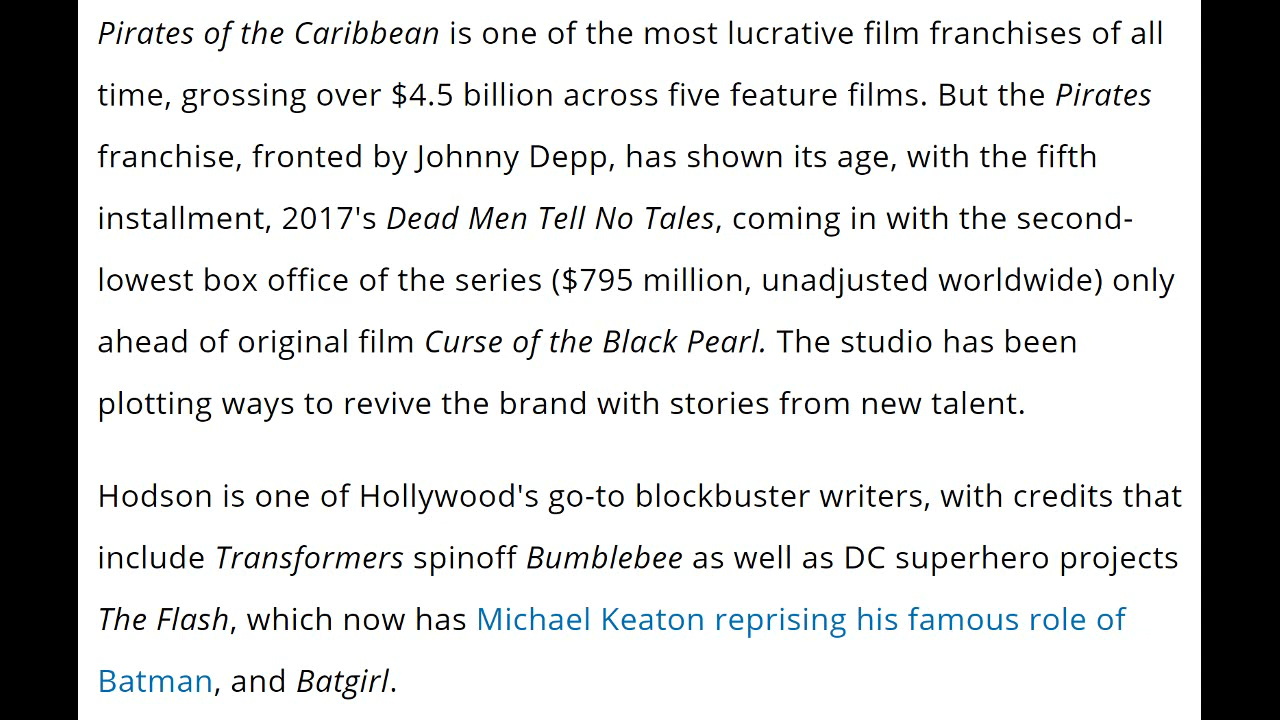 Pirates of the Caribbean is one of the most lucrative film franchises of all
time, grossing over $4.5 billion across five feature films. But the Pirates
franchise, fronted by Johnny Depp, has shown its age, with the fifth
installment, 2017's Dead Men Tell No Tales, coming in with the second-
lowest box office of the series ($795 million, unadjusted worldwide) only
ahead of original film Curse of the Black Pearl. The studio has been
plotting ways to revive the brand with stories from new talent.
Hodson is one of Hollywood's go-to blockbuster writers, with credits that
include Transformers spinoff Bumblebee as well as DC superhero projects
The Flash, which now has Michael Keaton reprising his famous role of
Batman, and Batgirl.